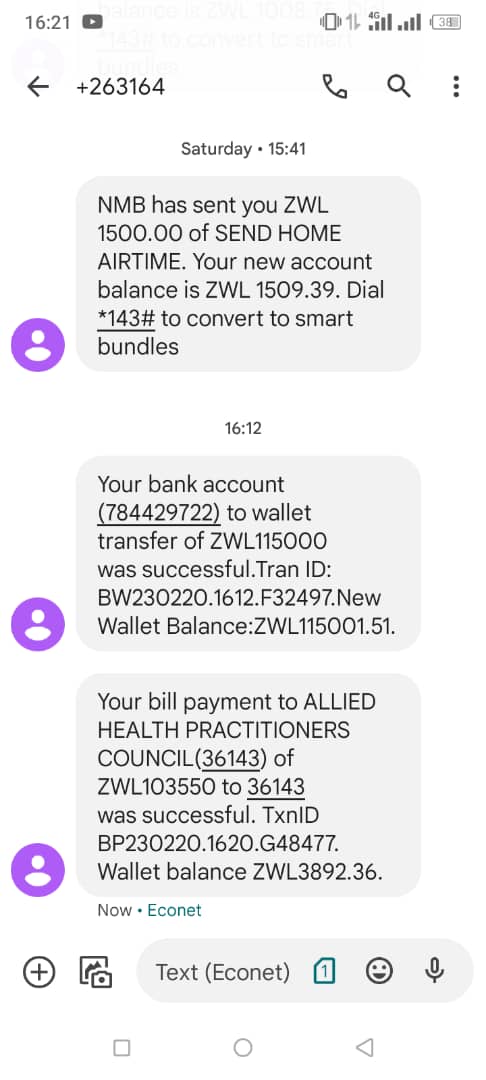 16:21
4G
38
balance is ZWL 1008.75. Dial
*143# to convert to smart
bundles
+263164
Saturday • 15:41
NMB has sent you ZWL
1500.00 of SEND HOME
AIRTIME. Your new account
balance is ZWL 1509.39. Dial
*143# to convert to smart
bundles
16:12
Your bank account
(784429722) to wallet
transfer of ZWL115000
was successful.Tran ID:
BW230220.1612.F32497.New
Wallet Balance:ZWL115001.51.
Your bill payment to ALLIED
HEALTH PRACTITIONERS
COUNCIL(36143) of
ZWL103550 to 36143
was successful. TxnID
BP230220.1620.G48477.
Wallet balance ZWL3892.36.
Now • Econet
Text (Econet)
1